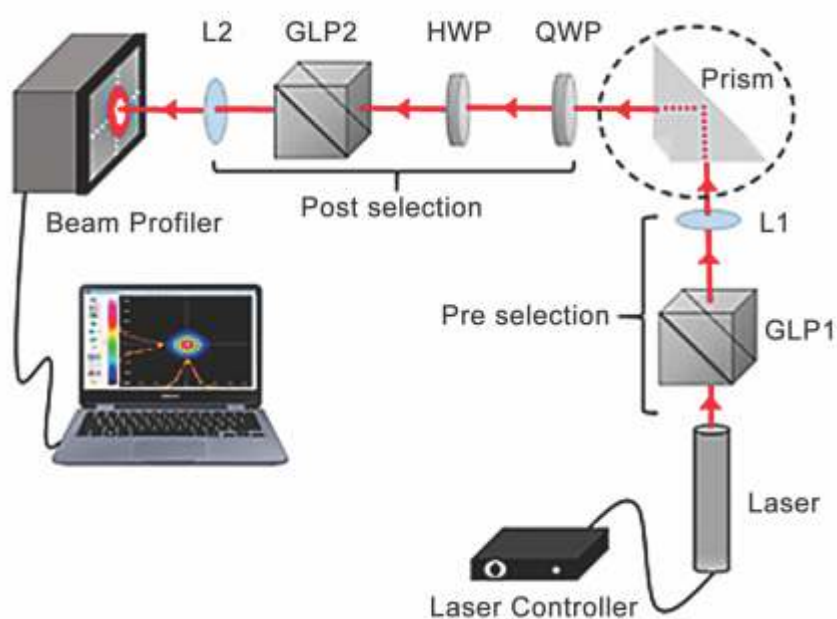 L2
GLP2
HWP
QWP
Prism
Post selection
Beam Profiler
L1
Pre selection
GLP1
Laser
Laser Controller